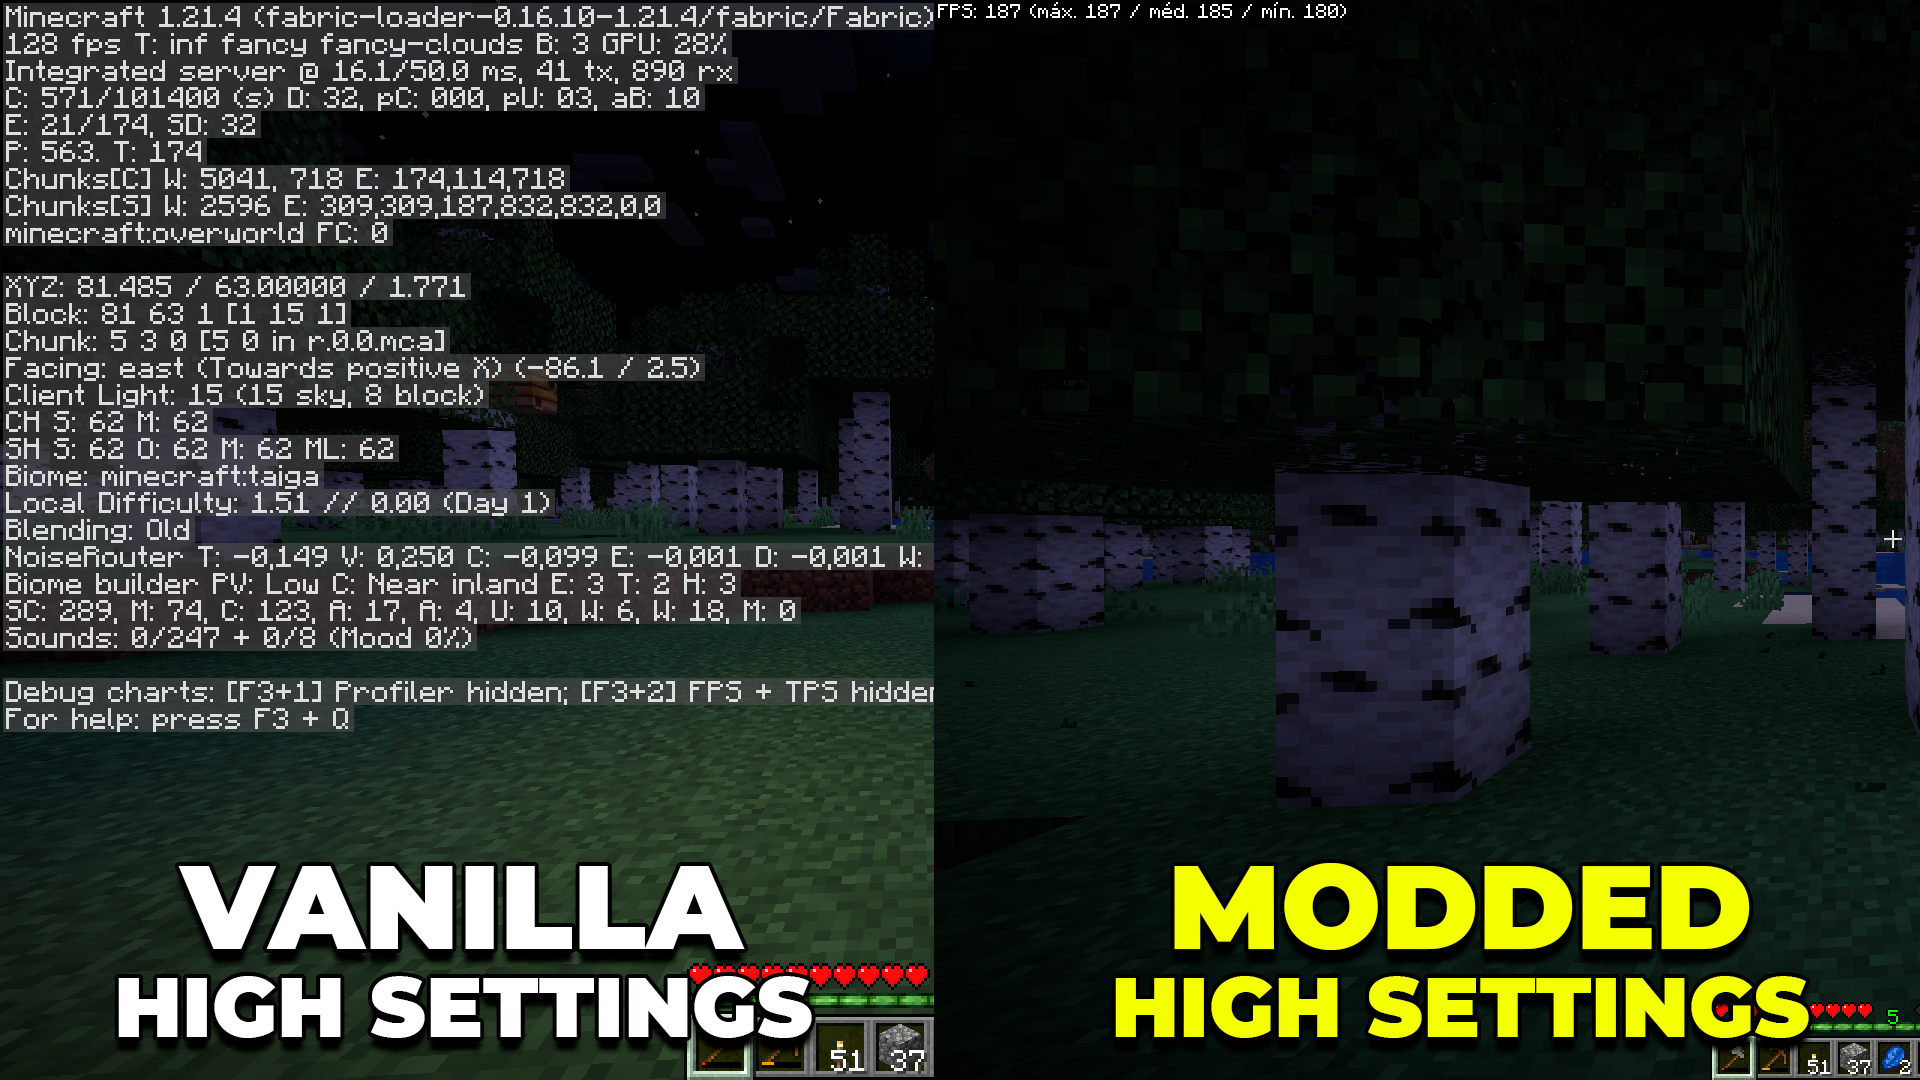 Minecraft 1.21.4 (fabric-loader-0.16.10-1.21.4/fabric/Fabric)
128 fps T: inf fancy fancy-clouds B: 3 GPU: 28%
Integrated server @ 16.1/50.0 ms, 41 tx, 890 rx
C: 571/101400 (s) D: 32, pC: 000, pU: 03, aB: 10
E: 21/174, SD: 32
P: 563. T: 174
Chunks[C] W: 5041, 718 E: 174,114,718
Chunks[S] W: 2596 E: 309,309,187,832,832,0,0
minecraft:overworld FC: 0
XYZ: 81.485 / 63.00000 / 1.771
Block: 81 63 1 [1 15 1]
Chunk: 5 3 0 [5 0 in r.0.0.mca]
Facing: east (Towards positive X) (-86.1 / 2.5)
Client Light: 15 (15 sky, 8 block)
CH S: 62 M: 62
SH S: 62 O: 62 M: 62 ML: 62
Biome: minecraft:taiga
Local Difficulty: 1.51 // 0.00 (Day 1)
Blending: Old
NoiseRouter T: -0,149 V: 0,250 C: -0,099 E: -0,001 D: -0,001 W:
Biome builder PV: Low C: Near inland E: 3 T: 2 H: 3
SC: 289, M: 74, C: 123, A: 17, A: 4, U: 10, W: 6, W: 18, M: 0
Sounds: 0/247 + 0/8 (Mood 0%)
Debug charts: [F3+1] Profiler hidden; [F3+2] FPS + TPS hidden
For help: press F3 + Q
VANILLA
HIGH SETTINGS
51 37
FPS: 187 (máx. 187 / méd. 185 / mín. 180)
MODDED
HIGH SETTINGS
5
51 37 2